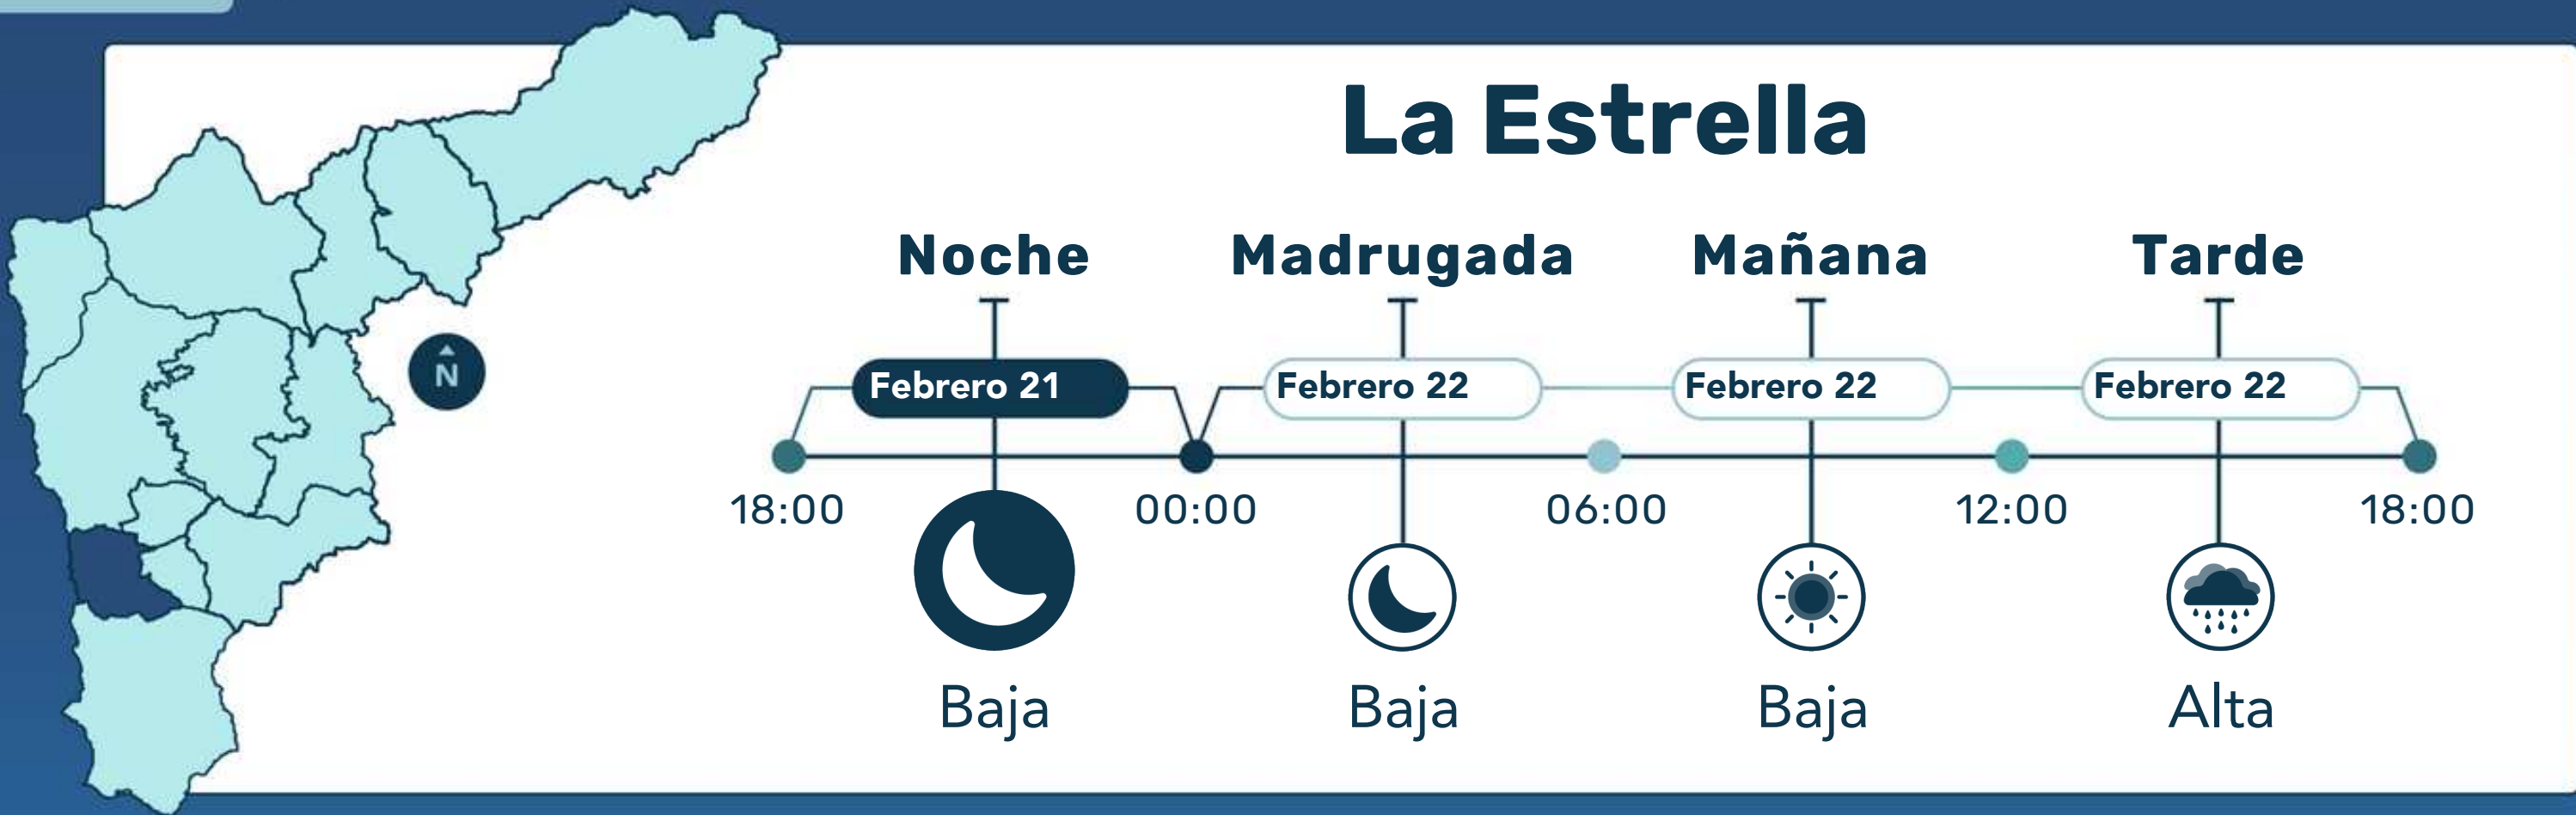 La Estrella
Noche Madrugada Mañana Tarde
Febrero 21 Febrero 22 Febrero 22 Febrero 22
N
18:00 00:00 06:00 12:00 18:00
Baja Baja Baja Alta